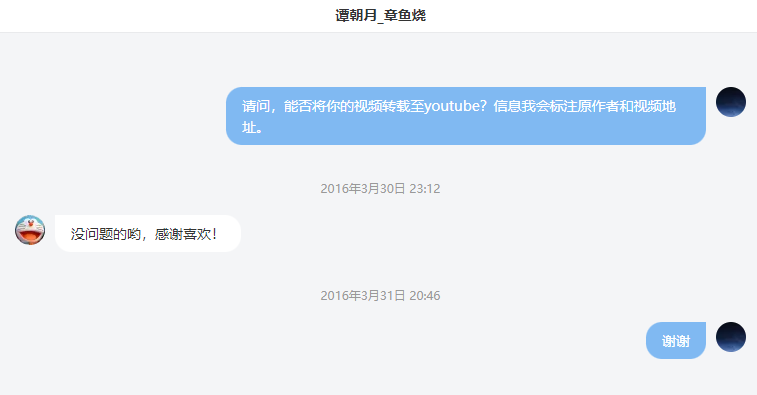 谭朝月_章鱼烧
请问，能否将你的视频转载至youtube？信息我会标注原作者和视频地
址。
2016年3月30日 23:12
没问题的哟，感谢喜欢！
2016年3月31日 20:46
谢谢